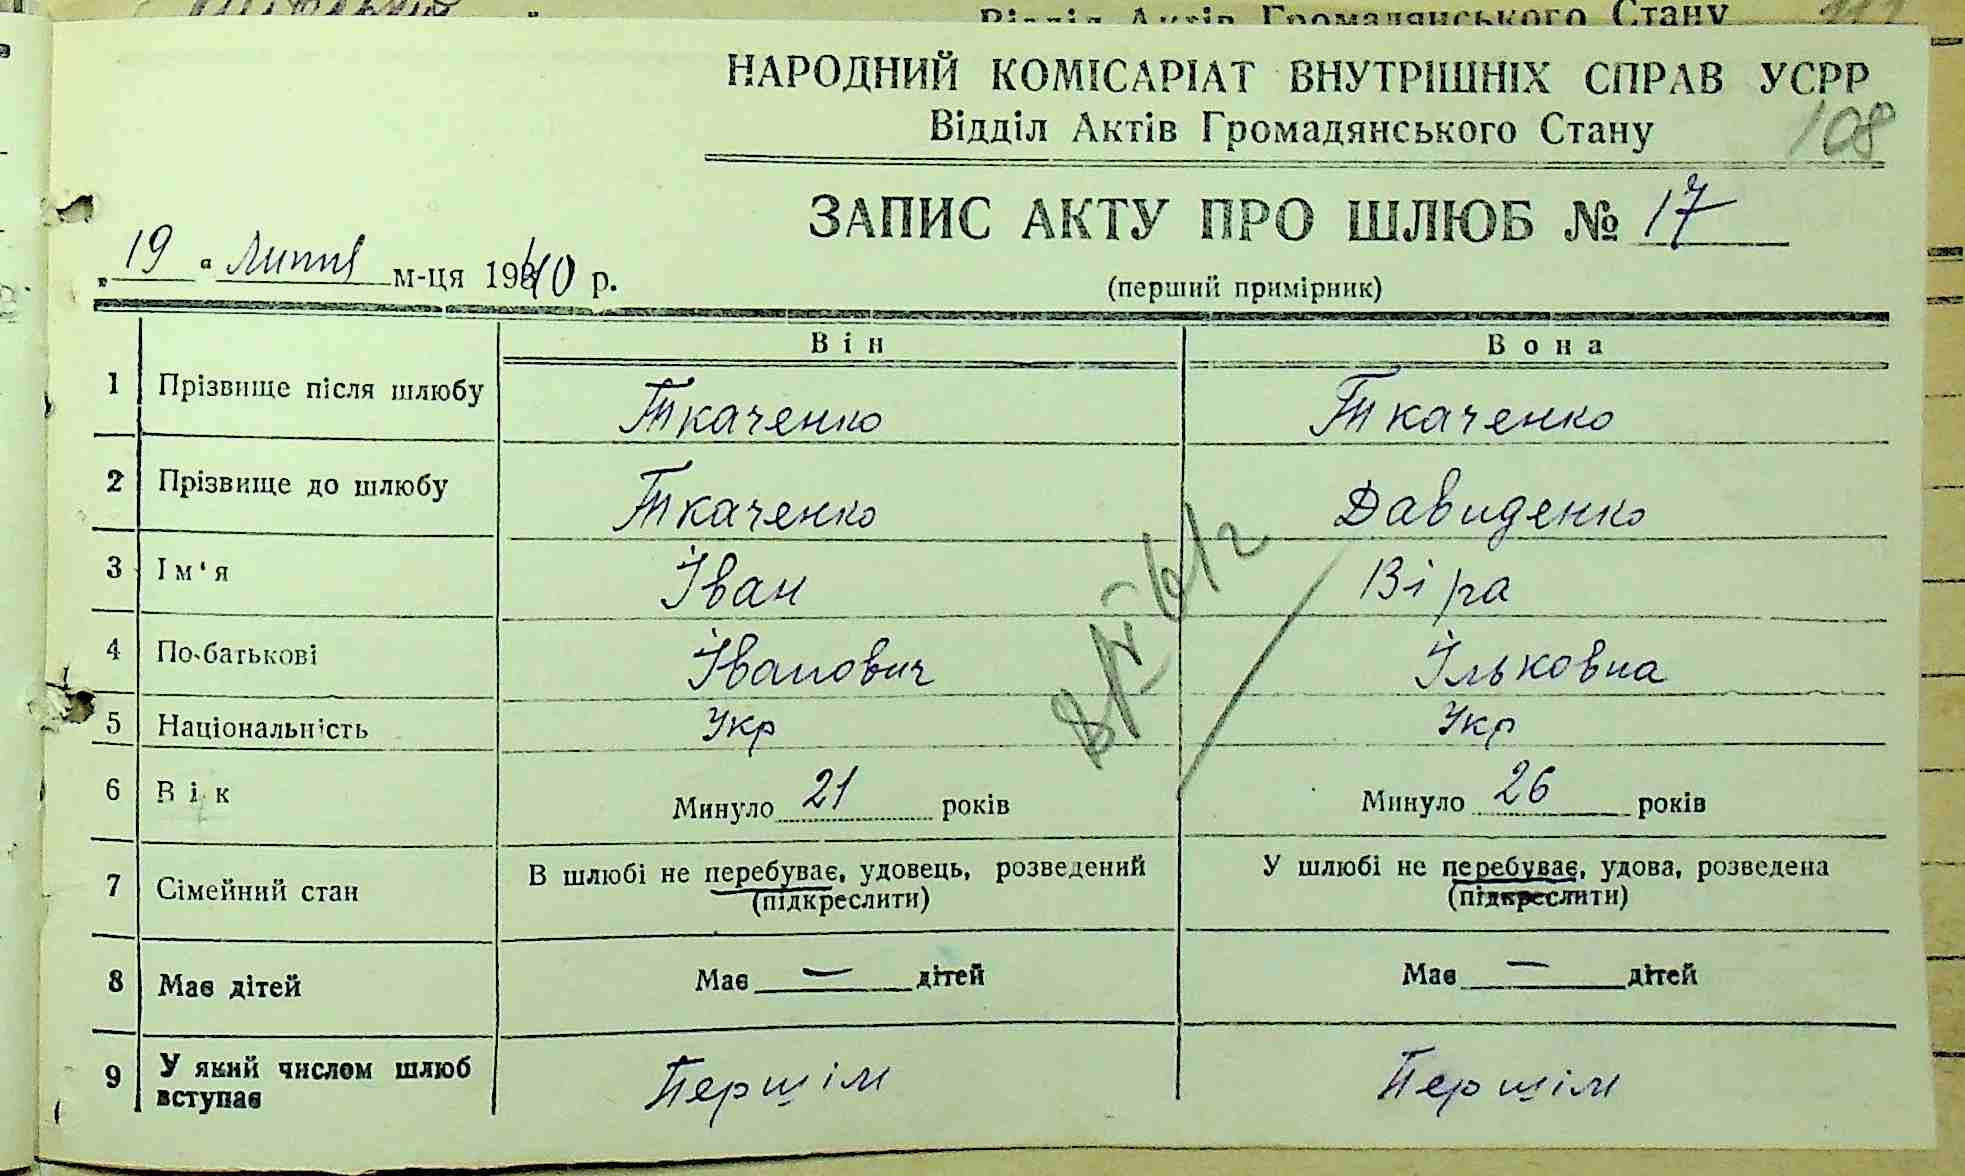 Відділ Актів Громадянського Стану
НАРОДНИЙ КОМІСАРІАТ ВНУТРІШНІХ СПРАВ УСРР
Відділ Актів Громадянського Стану
108
ЗАПИС АКТУ ПРО ШЛЮБ № 17
„ 19 " Липня м-ця 1940 р.
(перший примірник)
Він Вона
1 Прізвище після шлюбу Ткаченко Ткаченко
2 Прізвище до шлюбу Ткаченко Давиденко
3 Ім'я Іван Віра
4 По-батькові Іванович Ільковна
5 Національність Укр Укр
6 Вік Минуло 21 років Минуло 26 років
7 Сімейний стан В шлюбі не перебуває, удовець, розведений У шлюбі не перебуває, удова, розведена
(підкреслити) (підкреслити)
8 Має дітей Має — дітей Має — дітей
9 У який числом шлюб вступає Першім Першім